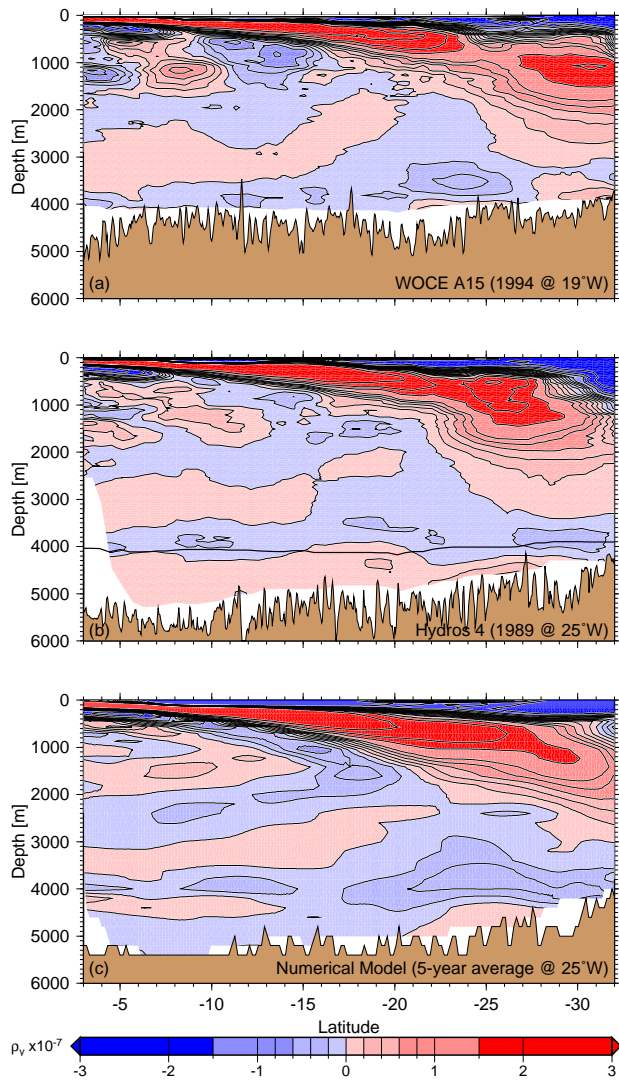 0
1000
2000
3000
4000
5000
6000
Depth [m]
(a)
WOCE A15 (1994 @ 19°W)
0
1000
2000
3000
4000
5000
6000
Depth [m]
(b)
Hydros 4 (1989 @ 25°W)
0
1000
2000
3000
4000
5000
6000
Depth [m]
(c)
Numerical Model (5-year average @ 25°W)
-5 -10 -15 -20 -25 -30
Latitude
ρy x10-7
-3 -2 -1 0 1 2 3